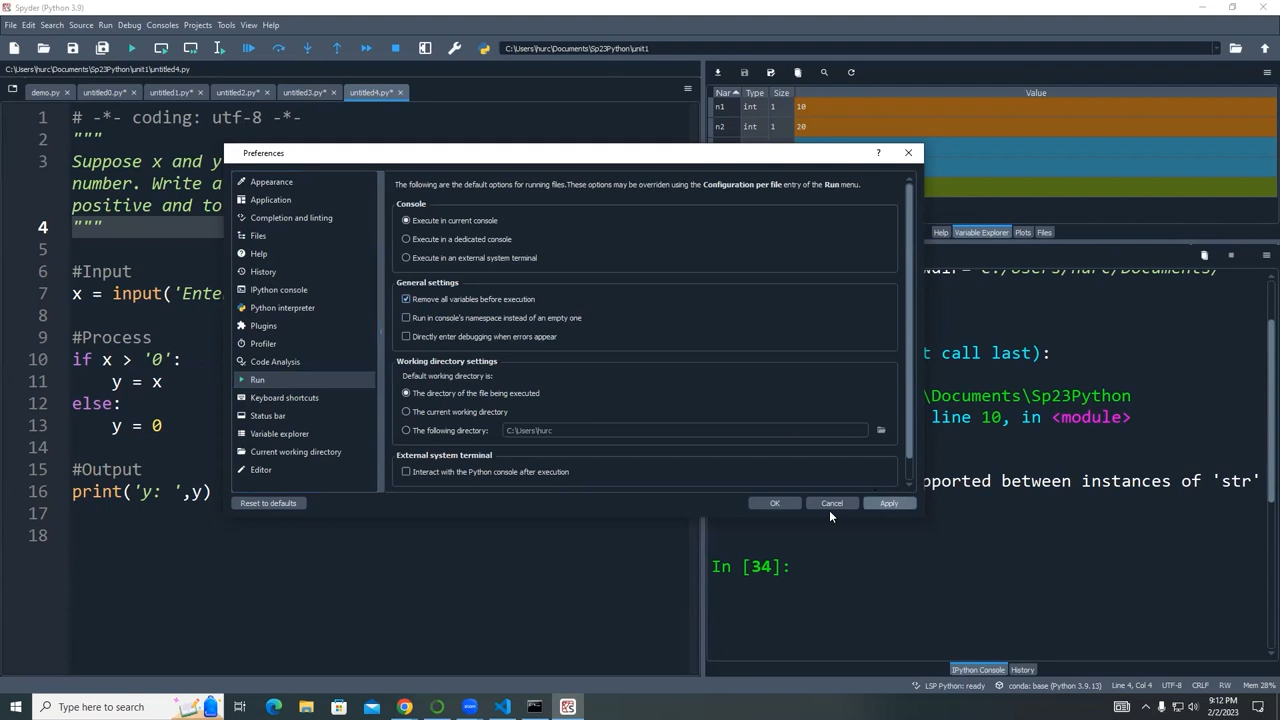 Spyder (Python 3.9)
File Edit Search Source Run Debug Consoles Projects Tools View Help
C:\Users\hurc\Documents\Sp23Python\unit1
C:\Users\hurc\Documents\Sp23Python\unit1\untitled4.py
demo.py untitled0.py* untitled1.py* untitled2.py* untitled3.py* untitled4.py*
1 # -*- coding: utf-8 -*-
2 """
3 Suppose x and y
number. Write a
positive and to
4 """
5
6 #Input
7 x = input('Ente
8
9 #Process
10 if x > '0':
11 y = x
12 else:
13 y = 0
14
15 #Output
16 print('y: ',y)
17
18
Preferences
?
Appearance
Application
Completion and linting
Files
Help
History
IPython console
Python interpreter
Plugins
Profiler
Code Analysis
Run
Keyboard shortcuts
Status bar
Variable explorer
Current working directory
Editor
The following are the default options for running files.These options may be overriden using the Configuration per file entry of the Run menu.
Console
Execute in current console
Execute in a dedicated console
Execute in an external system terminal
General settings
Remove all variables before execution
Run in console's namespace instead of an empty one
Directly enter debugging when errors appear
Working directory settings
Default working directory is:
The directory of the file being executed
The current working directory
The following directory: C:\Users\hurc
External system terminal
Interact with the Python console after execution
Reset to defaults OK Cancel Apply
Nar Type Size Value
n1 int 1 10
n2 int 1 20
Help Variable Explorer Plots Files
'C:/Users/hurc/Documents/
t call last):
\Documents\Sp23Python
line 10, in <module>
pported between instances of 'str'
In [34]:
IPython Console History
LSP Python: ready conda: base (Python 3.9.13) Line 4, Col 4 UTF-8 CRLF RW Mem 28%
Type here to search
9:12 PM
2/2/2023